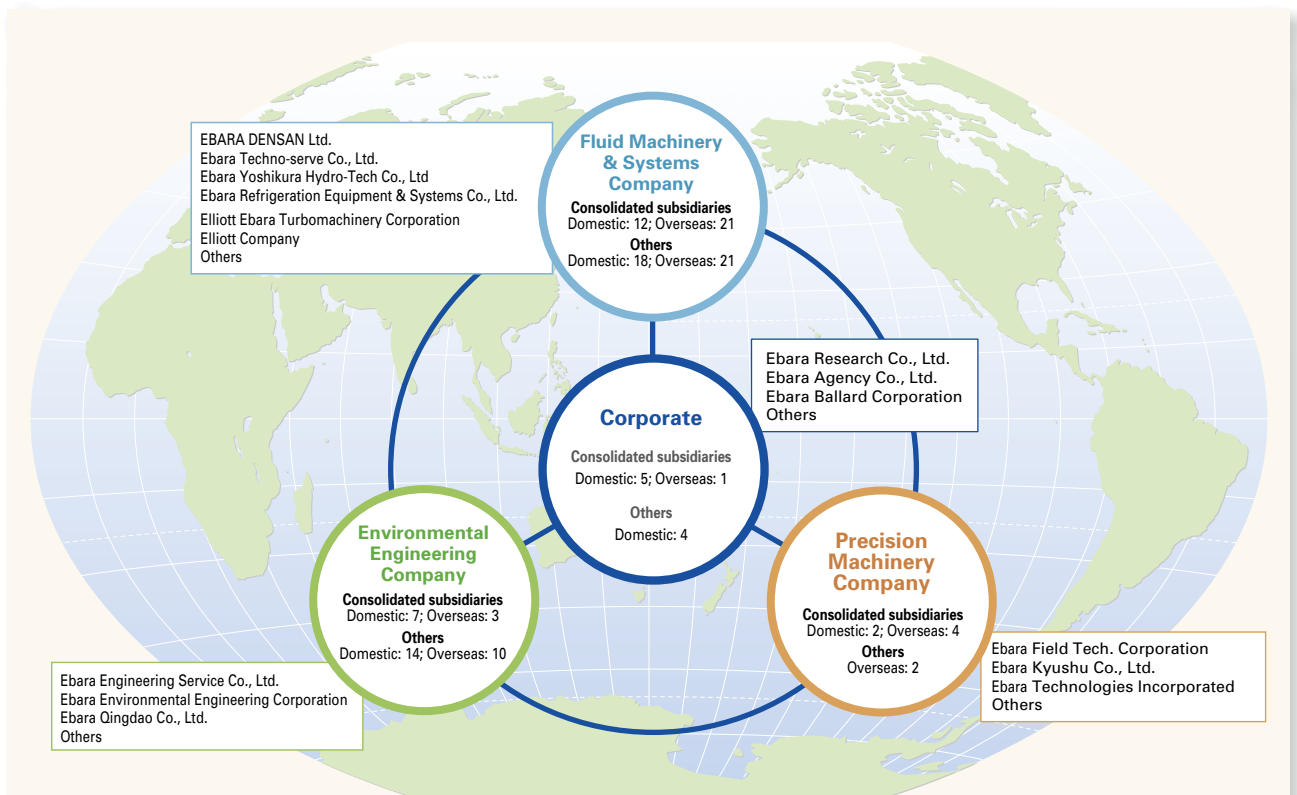 EBARA DENSAN Ltd.
Ebara Techno-serve Co., Ltd.
Ebara Yoshikura Hydro-Tech Co., Ltd
Ebara Refrigeration Equipment & Systems Co., Ltd.
Elliott Ebara Turbomachinery Corporation
Elliott Company
Others
Fluid Machinery
& Systems
Company
Consolidated subsidiaries
Domestic: 12; Overseas: 21
Others
Domestic: 18; Overseas: 21
Ebara Research Co., Ltd.
Ebara Agency Co., Ltd.
Ebara Ballard Corporation
Others
Corporate
Consolidated subsidiaries
Domestic: 5; Overseas: 1
Others
Domestic: 4
Environmental
Engineering
Company
Consolidated subsidiaries
Domestic: 7; Overseas: 3
Others
Domestic: 14; Overseas: 10
Ebara Engineering Service Co., Ltd.
Ebara Environmental Engineering Corporation
Ebara Qingdao Co., Ltd.
Others
Precision
Machinery
Company
Consolidated subsidiaries
Domestic: 2; Overseas: 4
Others
Overseas: 2
Ebara Field Tech. Corporation
Ebara Kyushu Co., Ltd.
Ebara Technologies Incorporated
Others